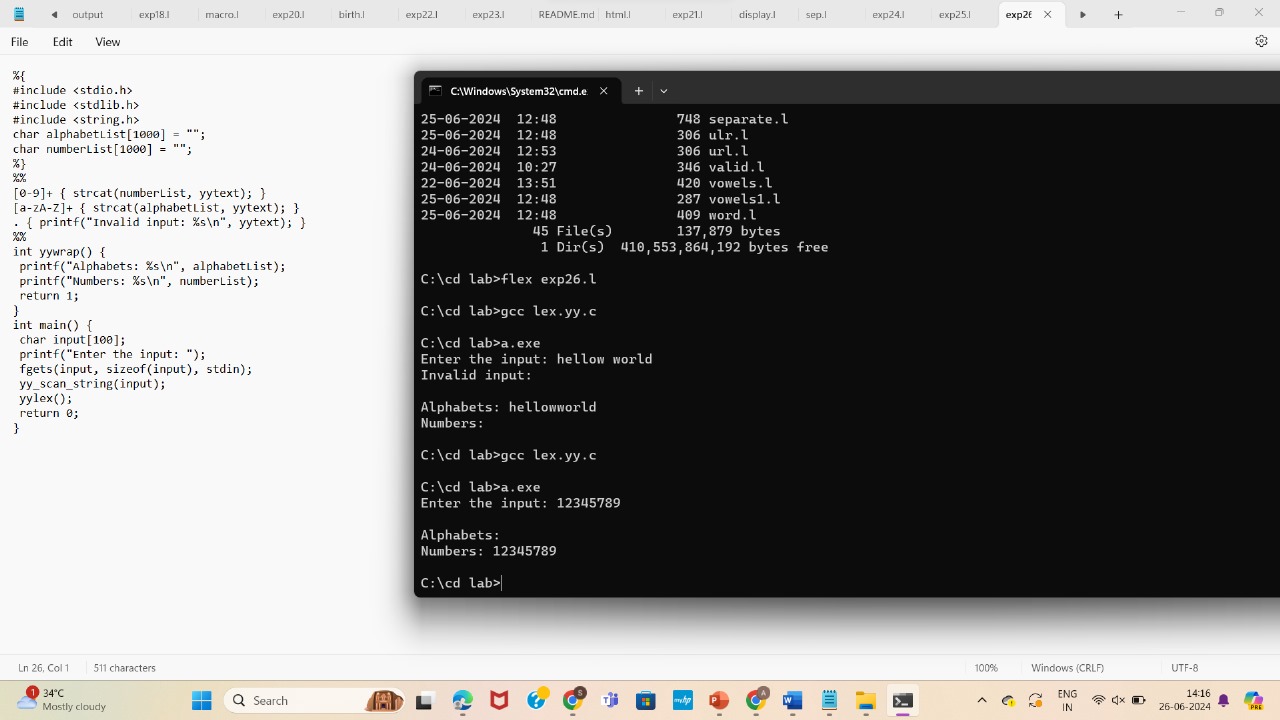 output exp18.l macro.l exp20.l birth.l exp22.l exp23.l README.md html.l exp21.l display.l sep.l exp24.l exp25.l exp26
File Edit View
%{
#include <stdio.h>
#include <stdlib.h>
#include <string.h>
char alphabetList[1000] = "";
char numberList[1000] = "";
%}
%%
[0-9]+ { strcat(numberList, yytext); }
[a-zA-Z]+ { strcat(alphabetList, yytext); }
. { printf("Invalid input: %s\n", yytext); }
%%
int yywrap() {
printf("Alphabets: %s\n", alphabetList);
printf("Numbers: %s\n", numberList);
return 1;
}
int main() {
char input[100];
printf("Enter the input: ");
fgets(input, sizeof(input), stdin);
yy_scan_string(input);
yylex();
return 0;
}
C:\Windows\System32\cmd.e
25-06-2024 12:48 748 separate.l
25-06-2024 12:48 306 ulr.l
24-06-2024 12:53 306 url.l
24-06-2024 10:27 346 valid.l
22-06-2024 13:51 420 vowels.l
25-06-2024 12:48 287 vowels1.l
25-06-2024 12:48 409 word.l
45 File(s) 137,879 bytes
1 Dir(s) 410,553,864,192 bytes free
C:\cd lab>flex exp26.l
C:\cd lab>gcc lex.yy.c
C:\cd lab>a.exe
Enter the input: hellow world
Invalid input:
Alphabets: hellowworld
Numbers:
C:\cd lab>gcc lex.yy.c
C:\cd lab>a.exe
Enter the input: 12345789
Alphabets:
Numbers: 12345789
C:\cd lab>
Ln 26, Col 1 511 characters 100% Windows (CRLF) UTF-8
1 34°C
Mostly cloudy
Search
ENG
IN
14:16
26-06-2024